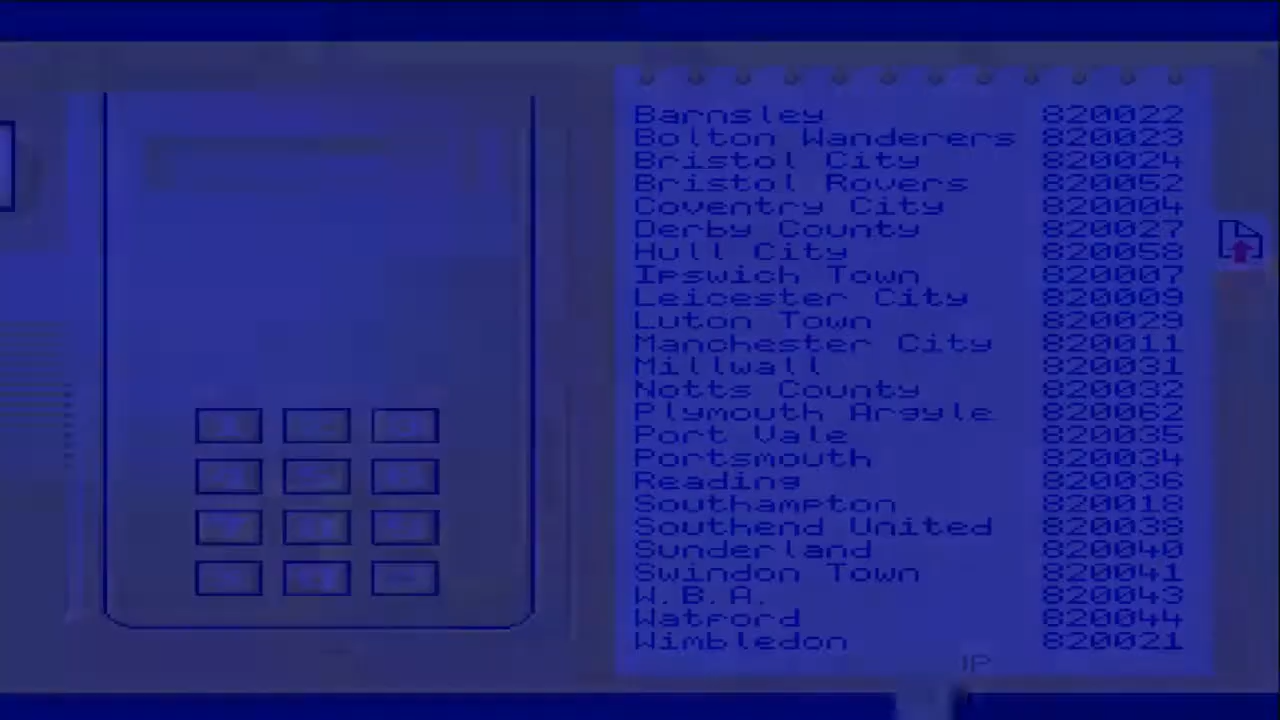 Barnsley 820022
Bolton Wanderers 820023
Bristol City 820024
Bristol Rovers 820052
Coventry City 820004
Derby County 820027
Hull City 820058
Ipswich Town 820007
Leicester City 820009
Luton Town 820029
Manchester City 820011
Millwall 820031
Notts County 820032
Plymouth Argyle 820062
Port Vale 820035
Portsmouth 820034
Reading 820036
Southampton 820018
Southend United 820038
Sunderland 820040
Swindon Town 820041
W.B.A. 820043
Watford 820044
Wimbledon 820021